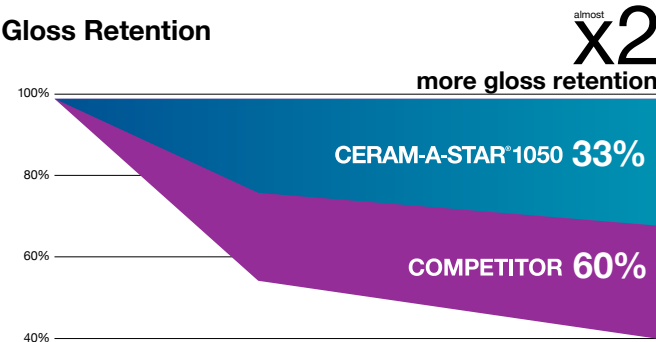 Gloss Retention
almost
x2
more gloss retention
100%
CERAM-A-STAR®1050 33%
80%
60%
COMPETITOR 60%
40%